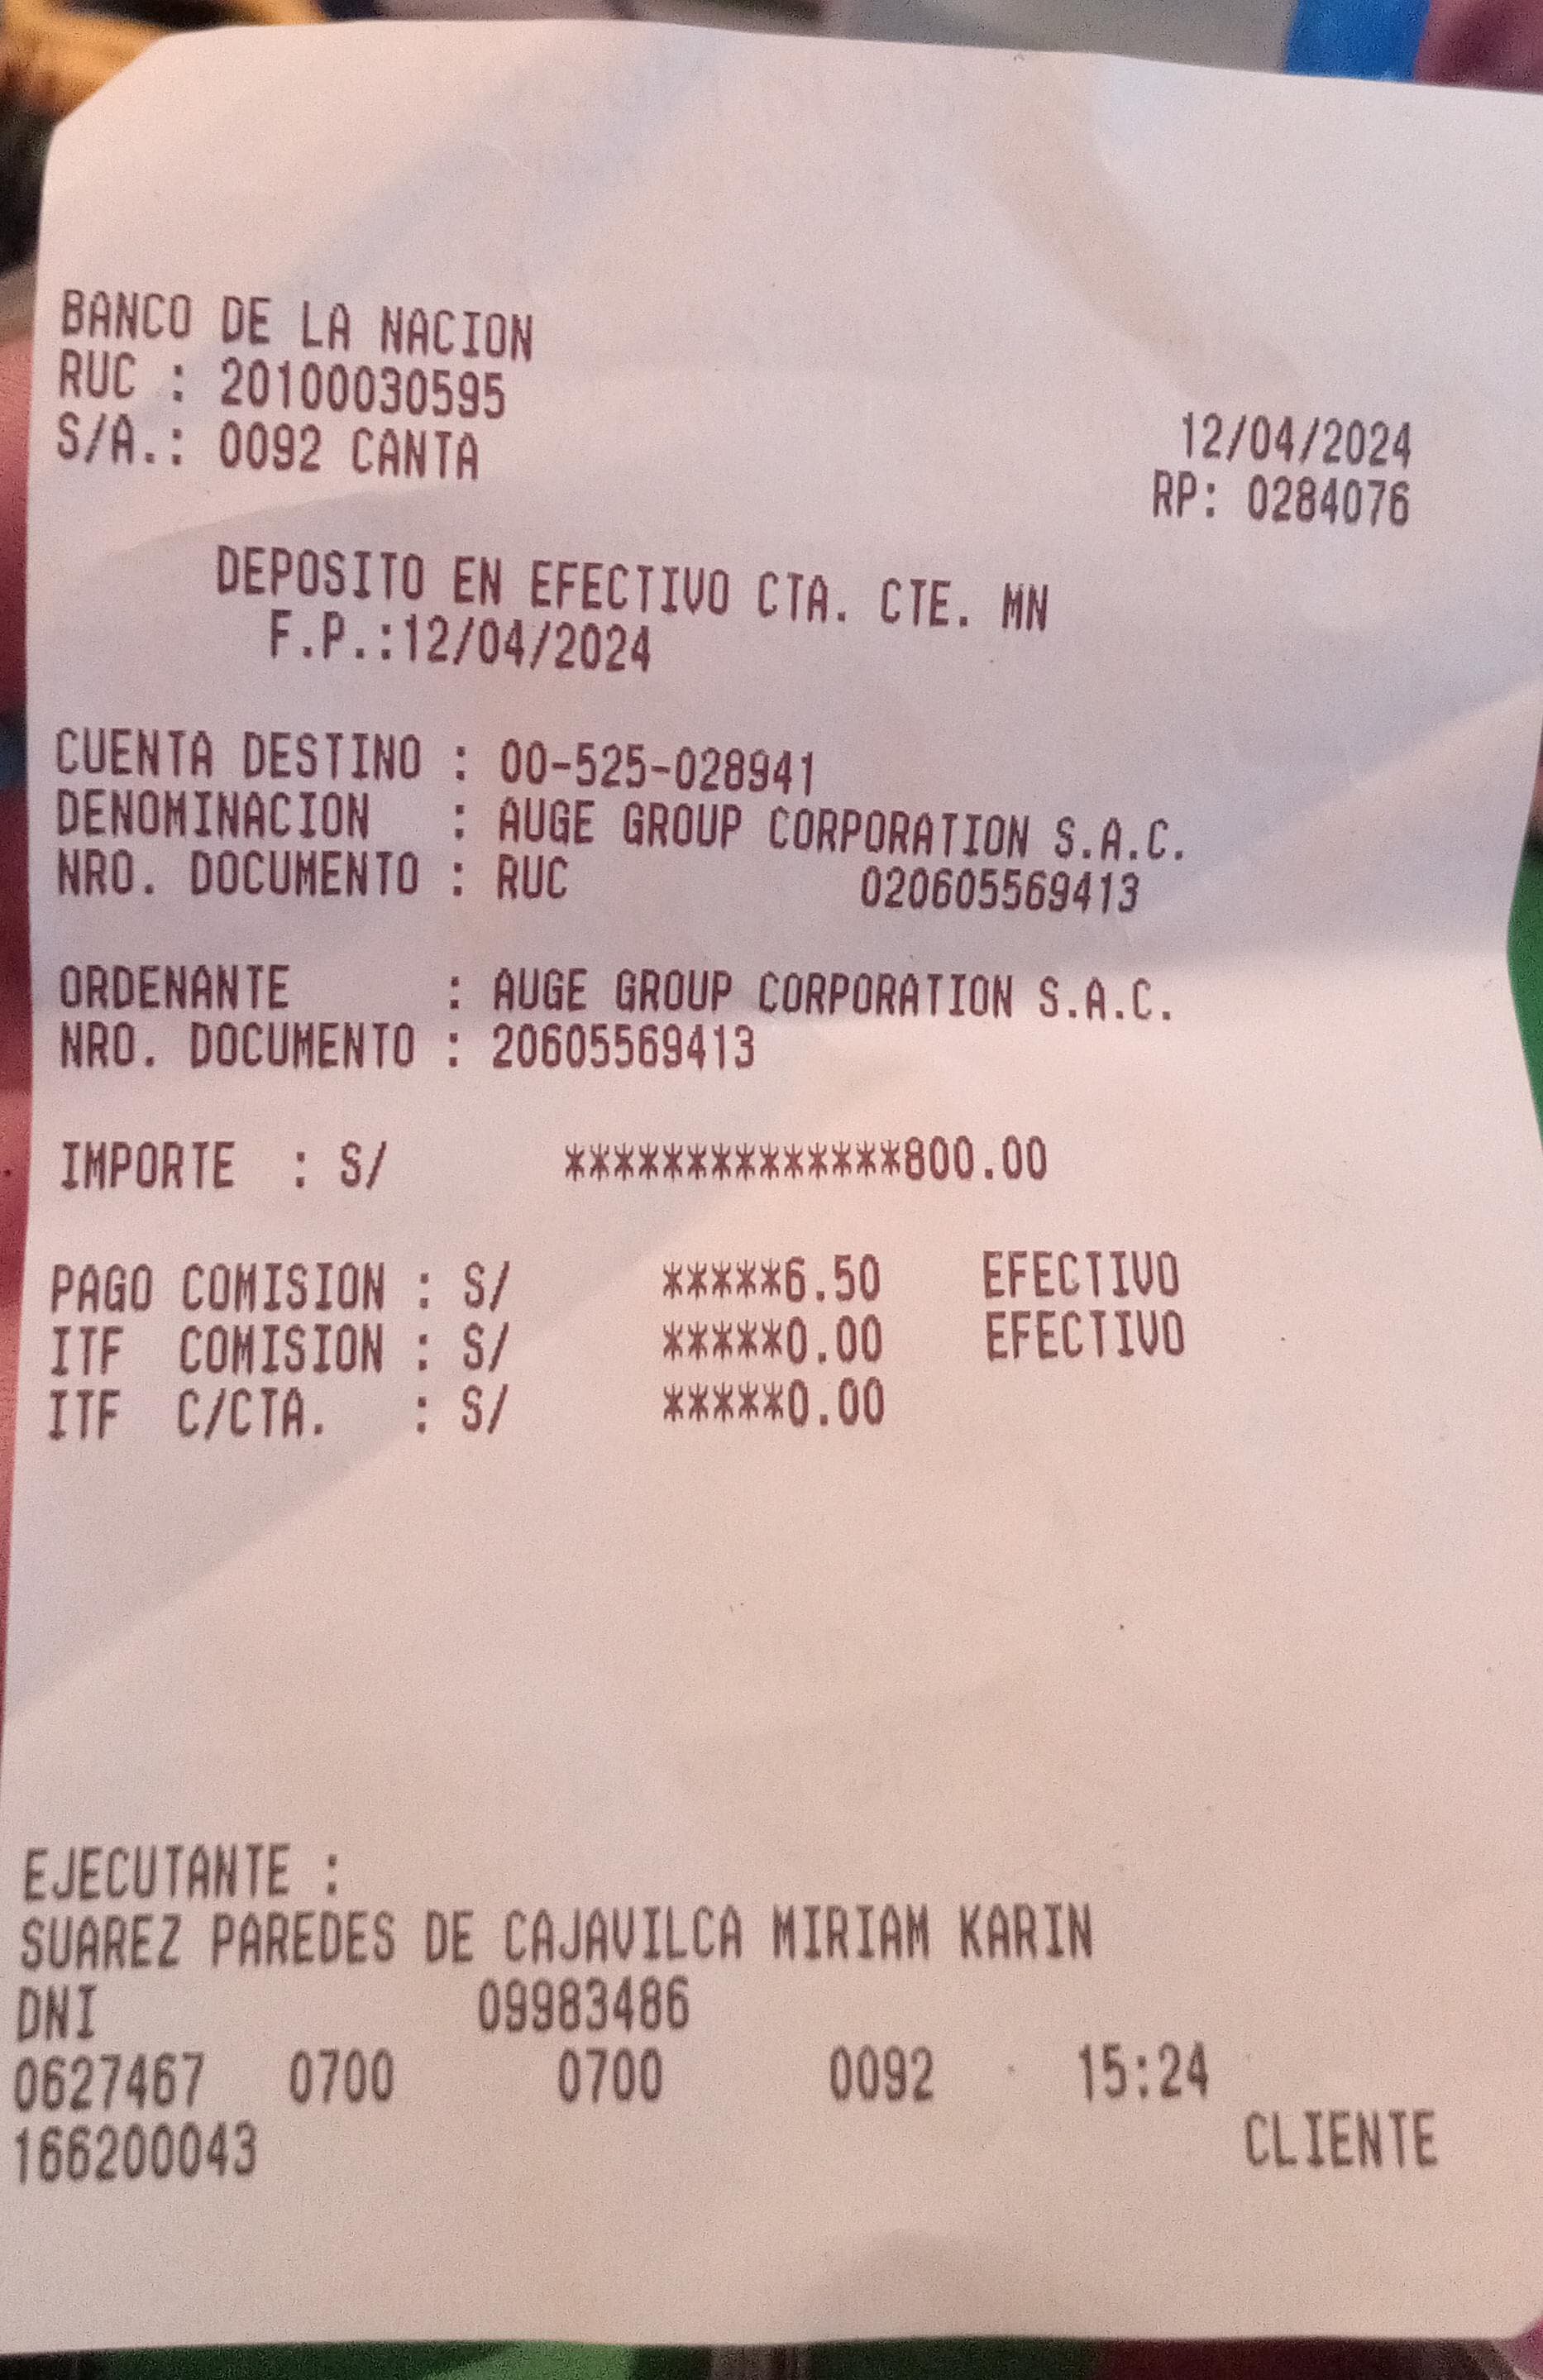 BANCO DE LA NACION
RUC : 20100030595
S/A.: 0092 CANTA
12/04/2024
RP: 0284076
DEPOSITO EN EFECTIVO CTA. CTE. MN
F.P.:12/04/2024
CUENTA DESTINO : 00-525-028941
DENOMINACION : AUGE GROUP CORPORATION S.A.C.
NRO. DOCUMENTO : RUC 020605569413
ORDENANTE : AUGE GROUP CORPORATION S.A.C.
NRO. DOCUMENTO : 20605569413
IMPORTE : S/ **************800.00
PAGO COMISION : S/ *****6.50 EFECTIVO
ITF COMISION : S/ *****0.00 EFECTIVO
ITF C/CTA. : S/ *****0.00
EJECUTANTE :
SUAREZ PAREDES DE CAJAVILCA MIRIAM KARIN
DNI 09983486
0627467 0700 0700 0092 15:24
166200043 CLIENTE